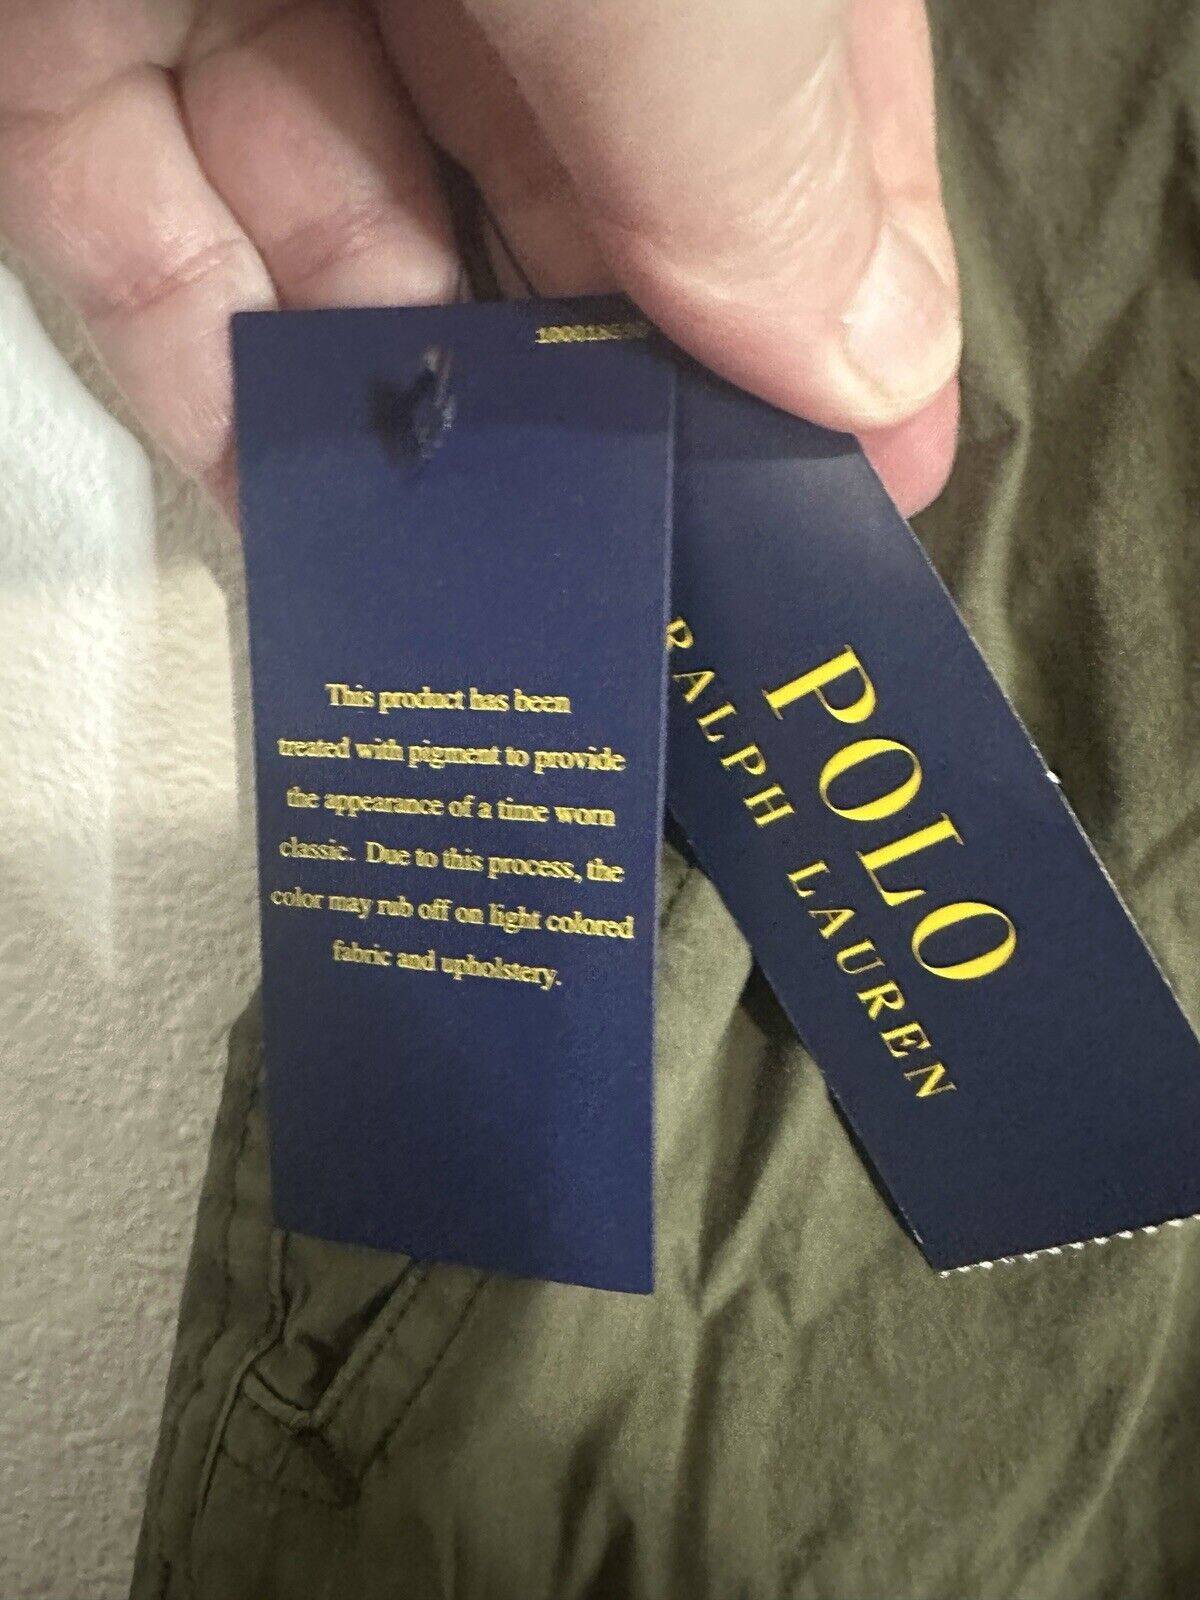 This product has been
treated with pigment to provide
the appearance of a time worn
classic. Due to this process, the
color may rub off on light colored
fabric and upholstery.
POLO
RALPH LAUREN